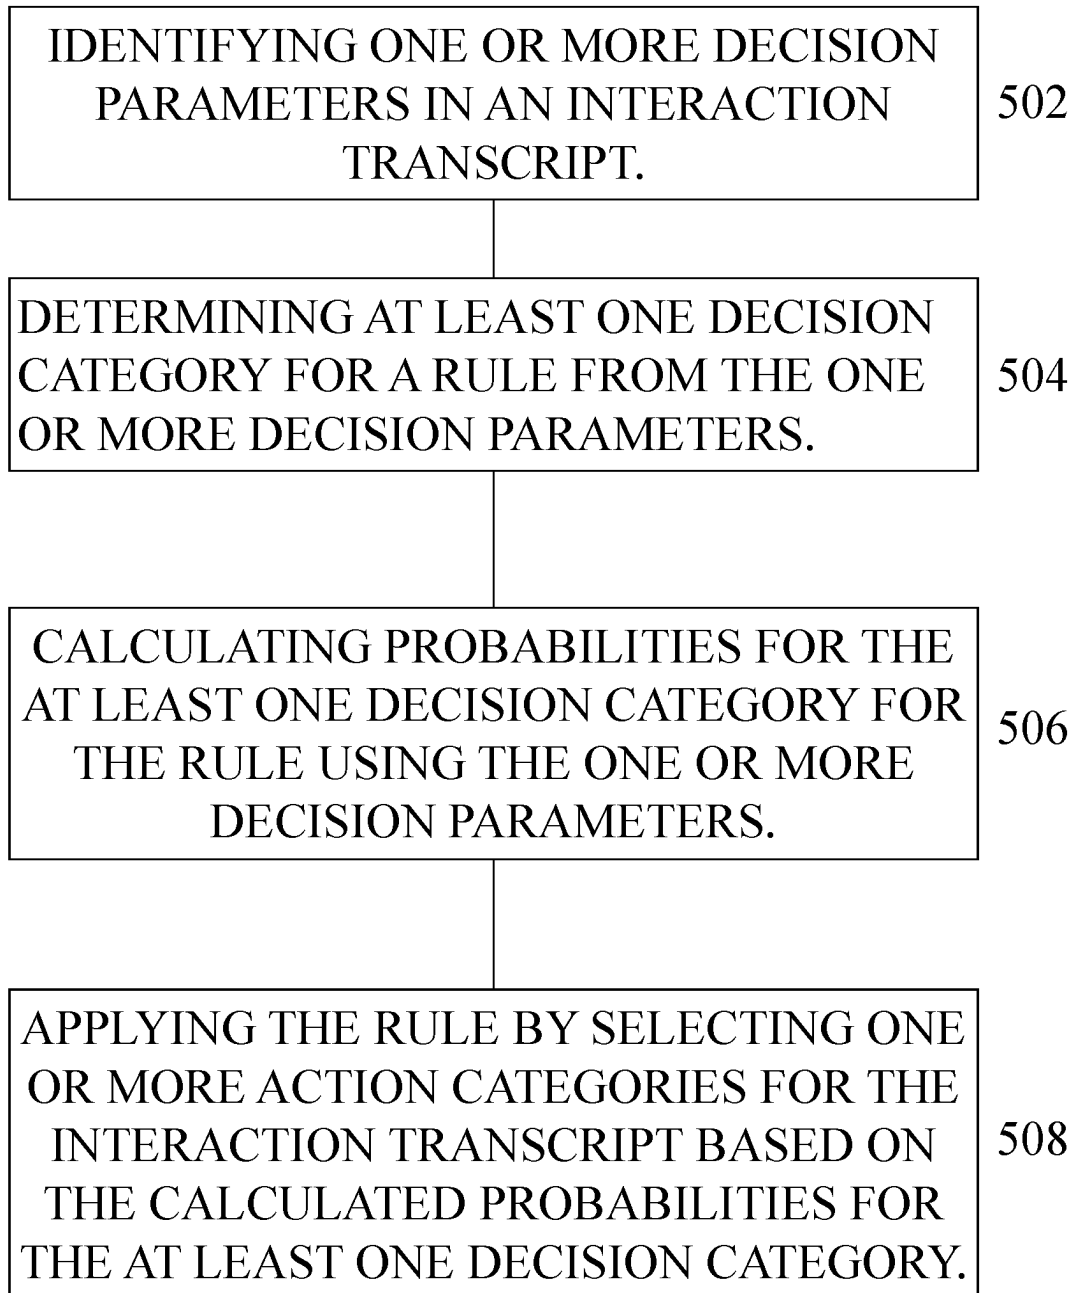 IDENTIFYING ONE OR MORE DECISION
PARAMETERS IN AN INTERACTION
TRANSCRIPT.
502
DETERMINING AT LEAST ONE DECISION
CATEGORY FOR A RULE FROM THE ONE
OR MORE DECISION PARAMETERS.
504
CALCULATING PROBABILITIES FOR THE
AT LEAST ONE DECISION CATEGORY FOR
THE RULE USING THE ONE OR MORE
DECISION PARAMETERS.
506
APPLYING THE RULE BY SELECTING ONE
OR MORE ACTION CATEGORIES FOR THE
INTERACTION TRANSCRIPT BASED ON
THE CALCULATED PROBABILITIES FOR
THE AT LEAST ONE DECISION CATEGORY.
508